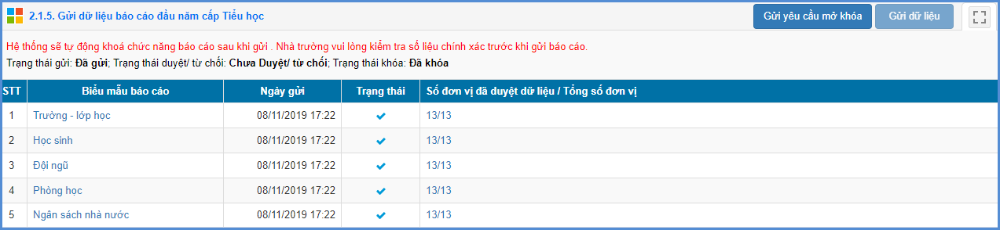 2.1.5. Gửi dữ liệu báo cáo đầu năm cấp Tiểu học Gửi yêu cầu mở khóa Gửi dữ liệu
Hệ thống sẽ tự động khoá chức năng báo cáo sau khi gửi . Nhà trường vui lòng kiểm tra số liệu chính xác trước khi gửi báo cáo.
Trạng thái gửi: Đã gửi; Trạng thái duyệt/ từ chối: Chưa Duyệt/ từ chối; Trạng thái khóa: Đã khóa
STT Biểu mẫu báo cáo Ngày gửi Trạng thái Số đơn vị đã duyệt dữ liệu / Tổng số đơn vị
1 Trường - lớp học 08/11/2019 17:22 13/13
2 Học sinh 08/11/2019 17:22 13/13
3 Đội ngũ 08/11/2019 17:22 13/13
4 Phòng học 08/11/2019 17:22 13/13
5 Ngân sách nhà nước 08/11/2019 17:22 13/13